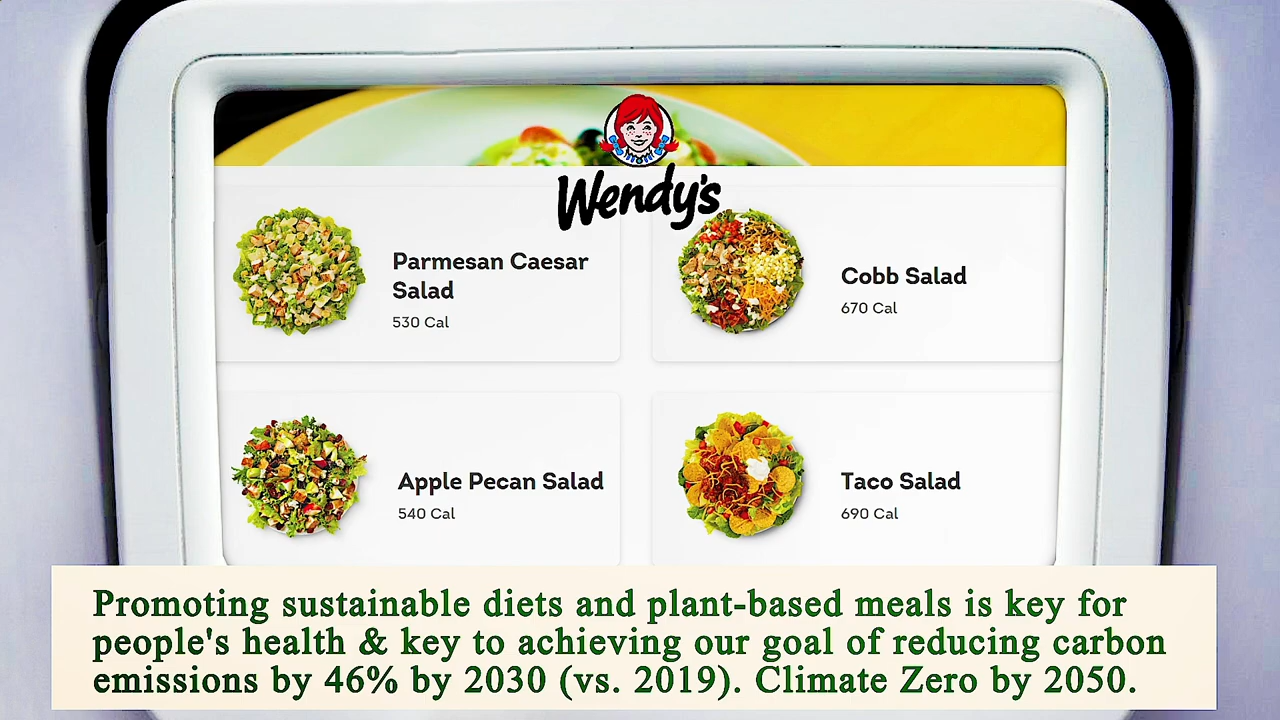 Wendy's
Parmesan Caesar
Salad
530 Cal
Cobb Salad
670 Cal
Apple Pecan Salad
540 Cal
Taco Salad
690 Cal
Promoting sustainable diets and plant-based meals is key for
people's health & key to achieving our goal of reducing carbon
emissions by 46% by 2030 (vs. 2019). Climate Zero by 2050.